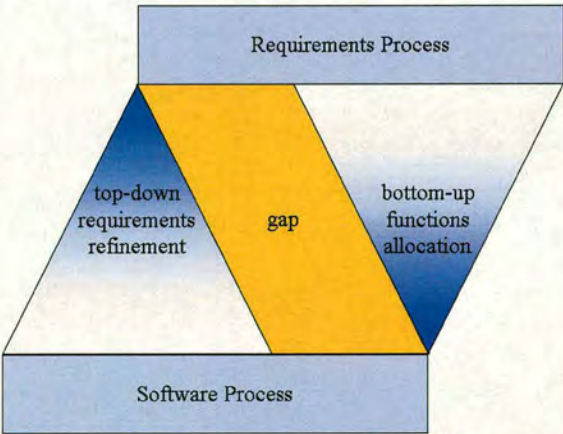 Requirements Process
top-down
requirements
refinement
gap
bottom-up
functions
allocation
Software Process